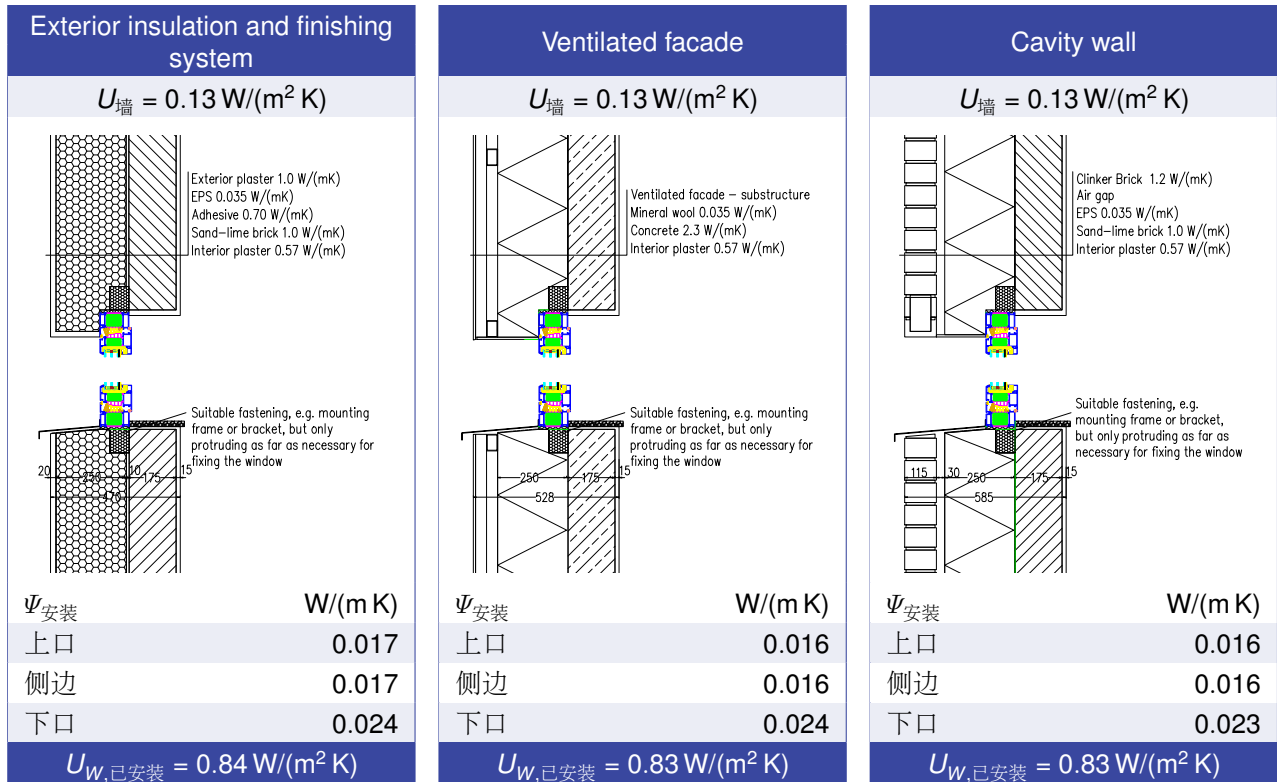 Exterior insulation and finishing
system
U墙 = 0.13 W/(m² K)
Exterior plaster 1.0 W/(mK)
EPS 0.035 W/(mK)
Adhesive 0.70 W/(mK)
Sand-lime brick 1.0 W/(mK)
Interior plaster 0.57 W/(mK)
Suitable fastening, e.g. mounting
frame or bracket, but only
protruding as far as necessary for
fixing the window
20 250 10 175 15
470
Ψ安装 W/(m K)
上口 0.017
侧边 0.017
下口 0.024
U_W,已安装 = 0.84 W/(m² K)
Ventilated facade
U墙 = 0.13 W/(m² K)
Ventilated facade - substructure
Mineral wool 0.035 W/(mK)
Concrete 2.3 W/(mK)
Interior plaster 0.57 W/(mK)
Suitable fastening, e.g. mounting
frame or bracket, but only
protruding as far as necessary for
fixing the window
250 175 15
528
Ψ安装 W/(m K)
上口 0.016
侧边 0.016
下口 0.024
U_W,已安装 = 0.83 W/(m² K)
Cavity wall
U墙 = 0.13 W/(m² K)
Clinker Brick 1.2 W/(mK)
Air gap
EPS 0.035 W/(mK)
Sand-lime brick 1.0 W/(mK)
Interior plaster 0.57 W/(mK)
Suitable fastening, e.g.
mounting frame or bracket,
but only protruding as far as
necessary for fixing the window
115 30 250 175 15
585
Ψ安装 W/(m K)
上口 0.016
侧边 0.016
下口 0.023
U_W,已安装 = 0.83 W/(m² K)